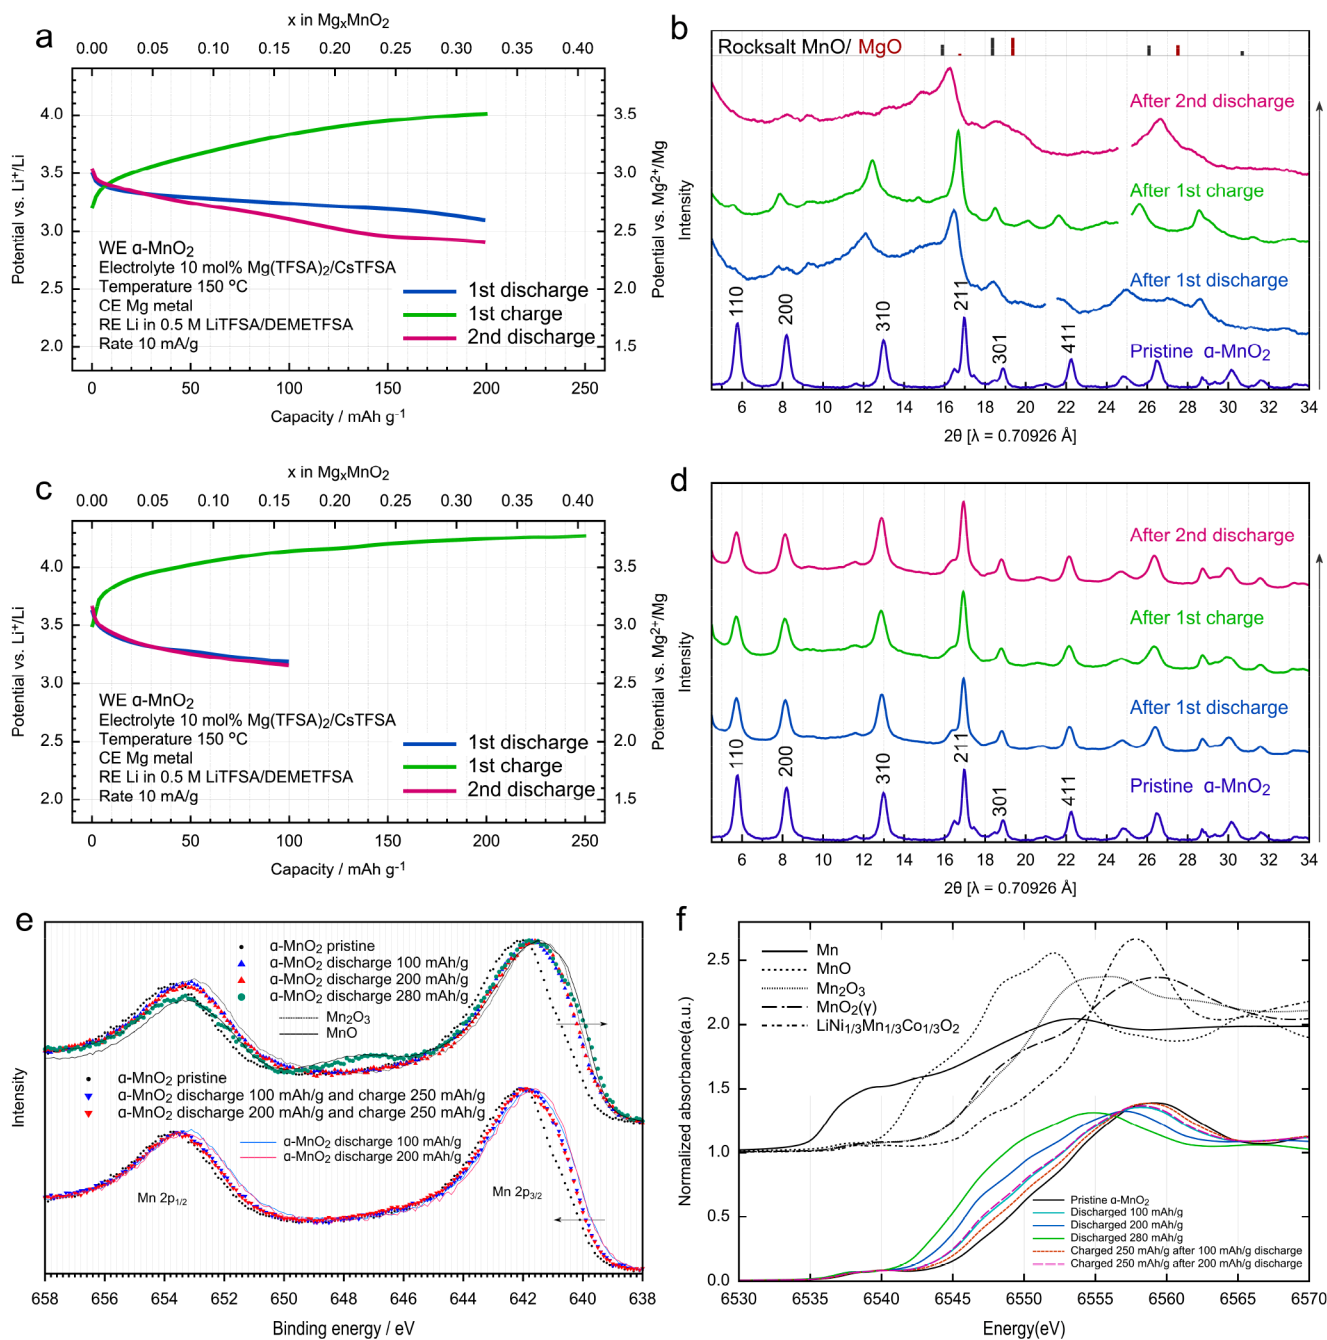 a
x in MgxMnO2
0.00 0.05 0.10 0.15 0.20 0.25 0.30 0.35 0.40
Potential vs. Li+/Li
4.0
3.5
3.0
2.5
2.0
3.5
3.0
2.5
2.0
1.5
Potential vs. Mg2+/Mg
WE α-MnO2
Electrolyte 10 mol% Mg(TFSA)2/CsTFSA
Temperature 150 ºC
CE Mg metal
RE Li in 0.5 M LiTFSA/DEMETFSA
Rate 10 mA/g
1st discharge
1st charge
2nd discharge
0 50 100 150 200 250
Capacity / mAh g-1
b
Rocksalt MnO/ MgO
After 2nd discharge
After 1st charge
After 1st discharge
Pristine α-MnO2
110 200 310 211 301 411
Intensity
6 8 10 12 14 16 18 20 22 24 26 28 30 32 34
2θ [λ = 0.70926 Å]
c
x in MgxMnO2
0.00 0.05 0.10 0.15 0.20 0.25 0.30 0.35 0.40
Potential vs. Li+/Li
4.0
3.5
3.0
2.5
2.0
3.5
3.0
2.5
2.0
1.5
Potential vs. Mg2+/Mg
WE α-MnO2
Electrolyte 10 mol% Mg(TFSA)2/CsTFSA
Temperature 150 ºC
CE Mg metal
RE Li in 0.5 M LiTFSA/DEMETFSA
Rate 10 mA/g
1st discharge
1st charge
2nd discharge
0 50 100 150 200 250
Capacity / mAh g-1
d
After 2nd discharge
After 1st charge
After 1st discharge
Pristine α-MnO2
110 200 310 211 301 411
Intensity
6 8 10 12 14 16 18 20 22 24 26 28 30 32 34
2θ [λ = 0.70926 Å]
e
α-MnO2 pristine
α-MnO2 discharge 100 mAh/g
α-MnO2 discharge 200 mAh/g
α-MnO2 discharge 280 mAh/g
Mn2O3
MnO
α-MnO2 pristine
α-MnO2 discharge 100 mAh/g and charge 250 mAh/g
α-MnO2 discharge 200 mAh/g and charge 250 mAh/g
α-MnO2 discharge 100 mAh/g
α-MnO2 discharge 200 mAh/g
Mn 2p1/2
Mn 2p3/2
Intensity
658 656 654 652 650 648 646 644 642 640 638
Binding energy / eV
f
Mn
MnO
Mn2O3
MnO2(γ)
LiNi1/3Mn1/3Co1/3O2
Normalized absorbance(a.u.)
2.5
2.0
1.5
1.0
0.5
0.0
Pristine α-MnO2
Discharged 100 mAh/g
Discharged 200 mAh/g
Discharged 280 mAh/g
Charged 250 mAh/g after 100 mAh/g discharge
Charged 250 mAh/g after 200 mAh/g discharge
6530 6535 6540 6545 6550 6555 6560 6565 6570
Energy(eV)